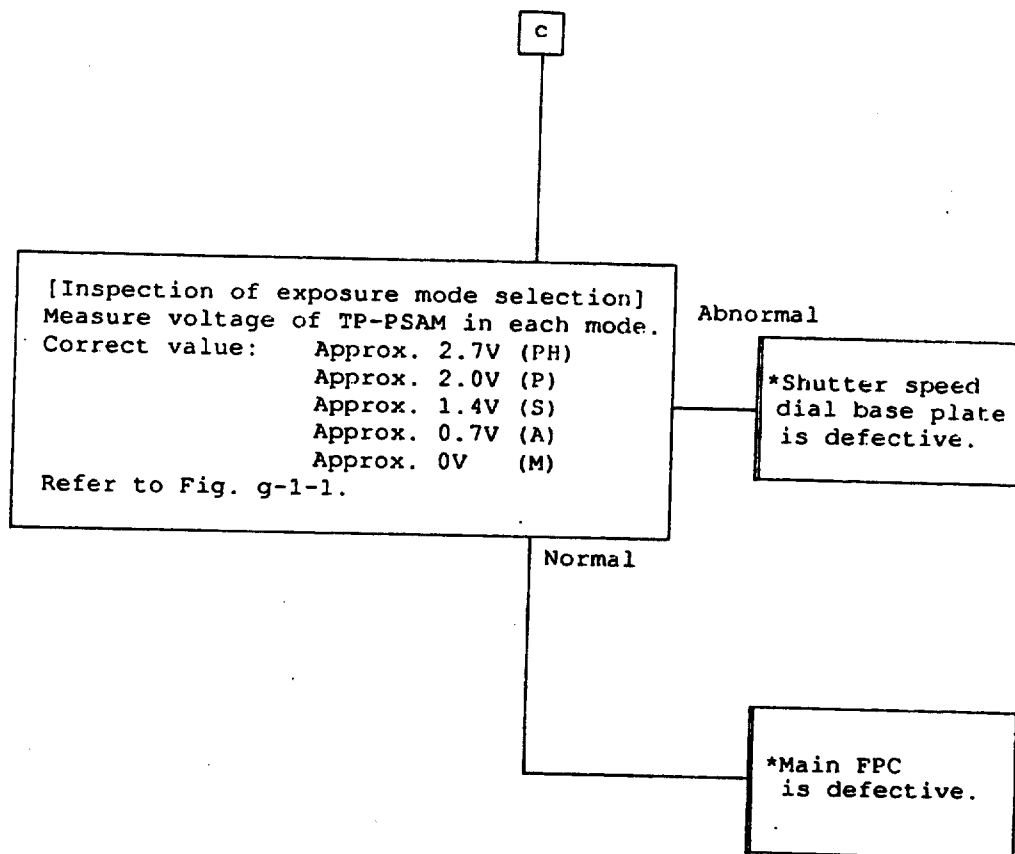 C
[Inspection of exposure mode selection]
Measure voltage of TP-PSAM in each mode.
Correct value: Approx. 2.7V (PH)
Approx. 2.0V (P)
Approx. 1.4V (S)
Approx. 0.7V (A)
Approx. 0V (M)
Refer to Fig. g-1-1.
Abnormal
*Shutter speed
dial base plate
is defective.
Normal
*Main FPC
is defective.